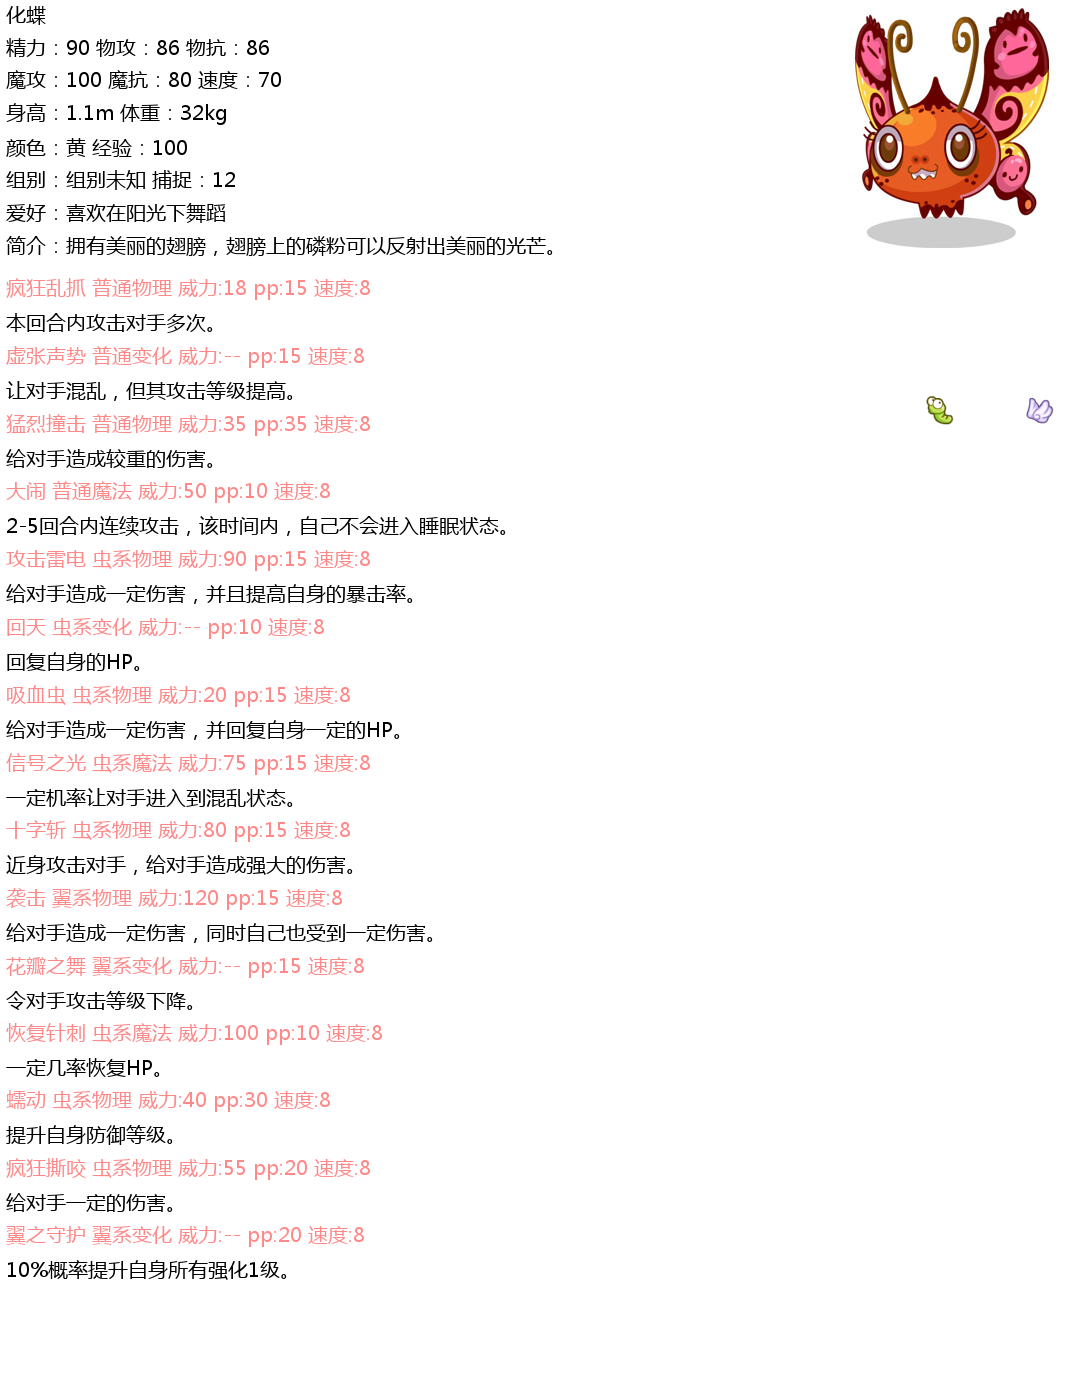 化蝶
精力：90 物攻：86 物抗：86
魔攻：100 魔抗：80 速度：70
身高：1.1m 体重：32kg
颜色：黄 经验：100
组别：组别未知 捕捉：12
爱好：喜欢在阳光下舞蹈
简介：拥有美丽的翅膀，翅膀上的磷粉可以反射出美丽的光芒。
疯狂乱抓 普通物理 威力:18 pp:15 速度:8
本回合内攻击对手多次。
虚张声势 普通变化 威力:-- pp:15 速度:8
让对手混乱，但其攻击等级提高。
猛烈撞击 普通物理 威力:35 pp:35 速度:8
给对手造成较重的伤害。
大闹 普通魔法 威力:50 pp:10 速度:8
2-5回合内连续攻击，该时间内，自己不会进入睡眠状态。
攻击雷电 虫系物理 威力:90 pp:15 速度:8
给对手造成一定伤害，并且提高自身的暴击率。
回天 虫系变化 威力:-- pp:10 速度:8
回复自身的HP。
吸血虫 虫系物理 威力:20 pp:15 速度:8
给对手造成一定伤害，并回复自身一定的HP。
信号之光 虫系魔法 威力:75 pp:15 速度:8
一定机率让对手进入到混乱状态。
十字斩 虫系物理 威力:80 pp:15 速度:8
近身攻击对手，给对手造成强大的伤害。
袭击 翼系物理 威力:120 pp:15 速度:8
给对手造成一定伤害，同时自己也受到一定伤害。
花瓣之舞 翼系变化 威力:-- pp:15 速度:8
令对手攻击等级下降。
恢复针刺 虫系魔法 威力:100 pp:10 速度:8
一定几率恢复HP。
蠕动 虫系物理 威力:40 pp:30 速度:8
提升自身防御等级。
疯狂撕咬 虫系物理 威力:55 pp:20 速度:8
给对手一定的伤害。
翼之守护 翼系变化 威力:-- pp:20 速度:8
10%概率提升自身所有强化1级。